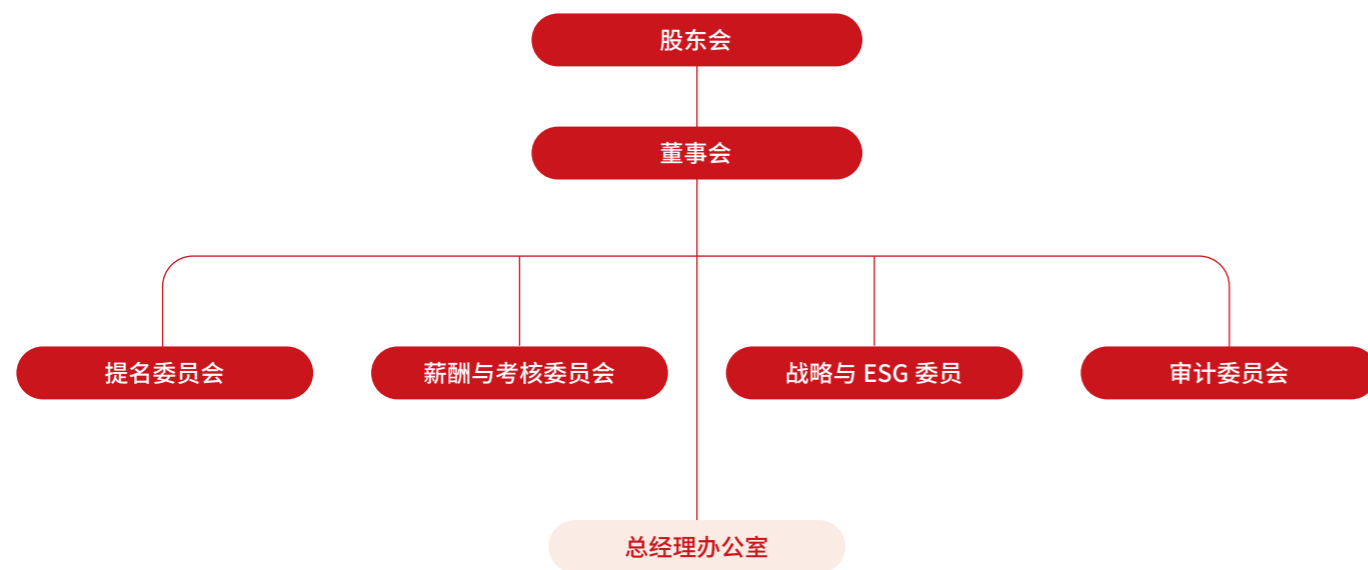 股东会
董事会
提名委员会
薪酬与考核委员会
战略与 ESG 委员
审计委员会
总经理办公室